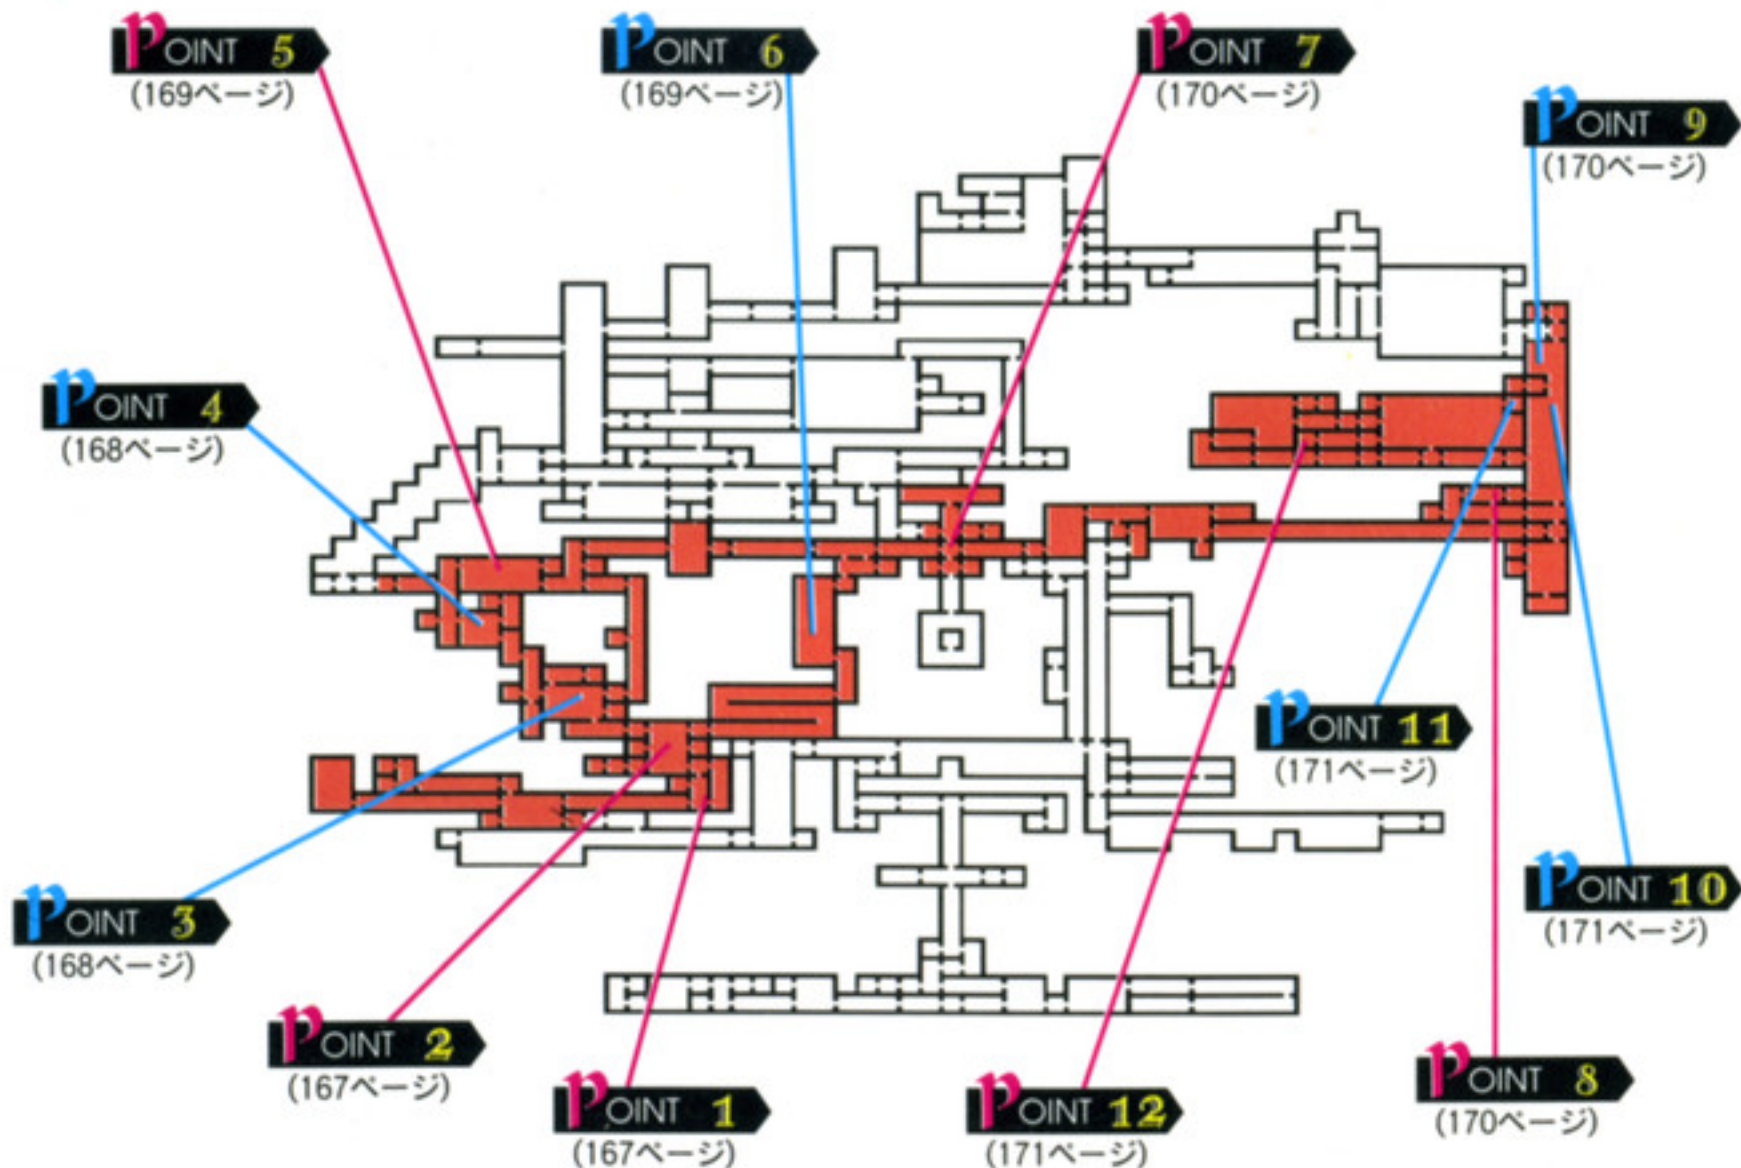 POINT 5
(169ページ)
POINT 6
(169ページ)
POINT 7
(170ページ)
POINT 9
(170ページ)
POINT 4
(168ページ)
POINT 11
(171ページ)
POINT 10
(171ページ)
POINT 3
(168ページ)
POINT 2
(167ページ)
POINT 1
(167ページ)
POINT 12
(171ページ)
POINT 8
(170ページ)